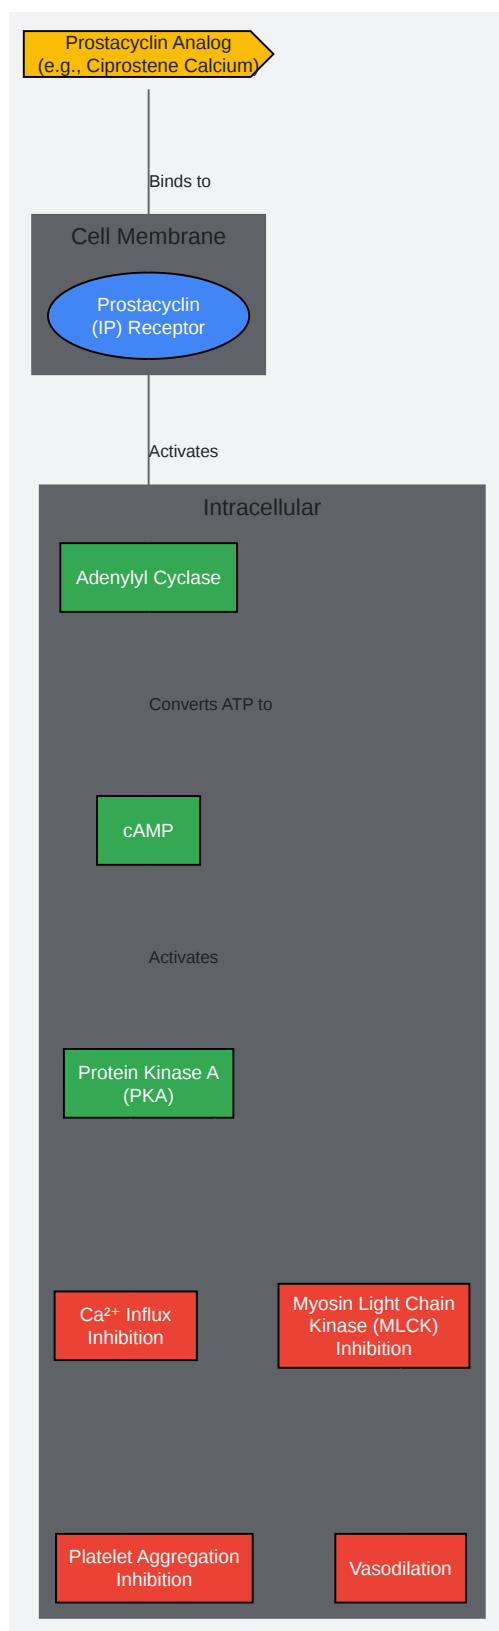 Prostacyclin Analog
(e.g., Ciprostene Calcium)
Binds to
Cell Membrane
Prostacyclin
(IP) Receptor
Activates
Intracellular
Adenylyl Cyclase
Converts ATP to
cAMP
Activates
Protein Kinase A
(PKA)
Ca²⁺ Influx
Inhibition
Myosin Light Chain
Kinase (MLCK)
Inhibition
Platelet Aggregation
Inhibition
Vasodilation